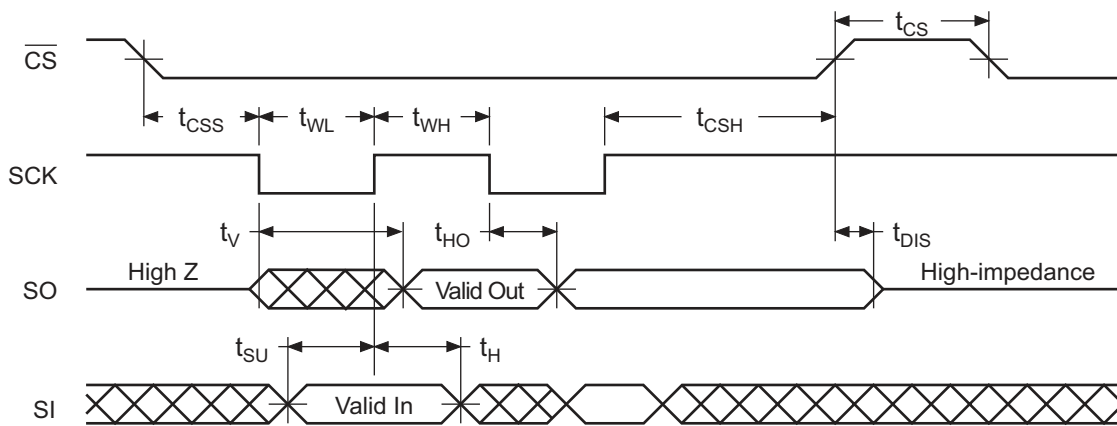 t_CS
C̅S̅
t_CSS t_WL t_WH t_CSH
SCK
t_V t_HO t_DIS
High Z High-impedance
SO Valid Out
t_SU t_H
SI Valid In